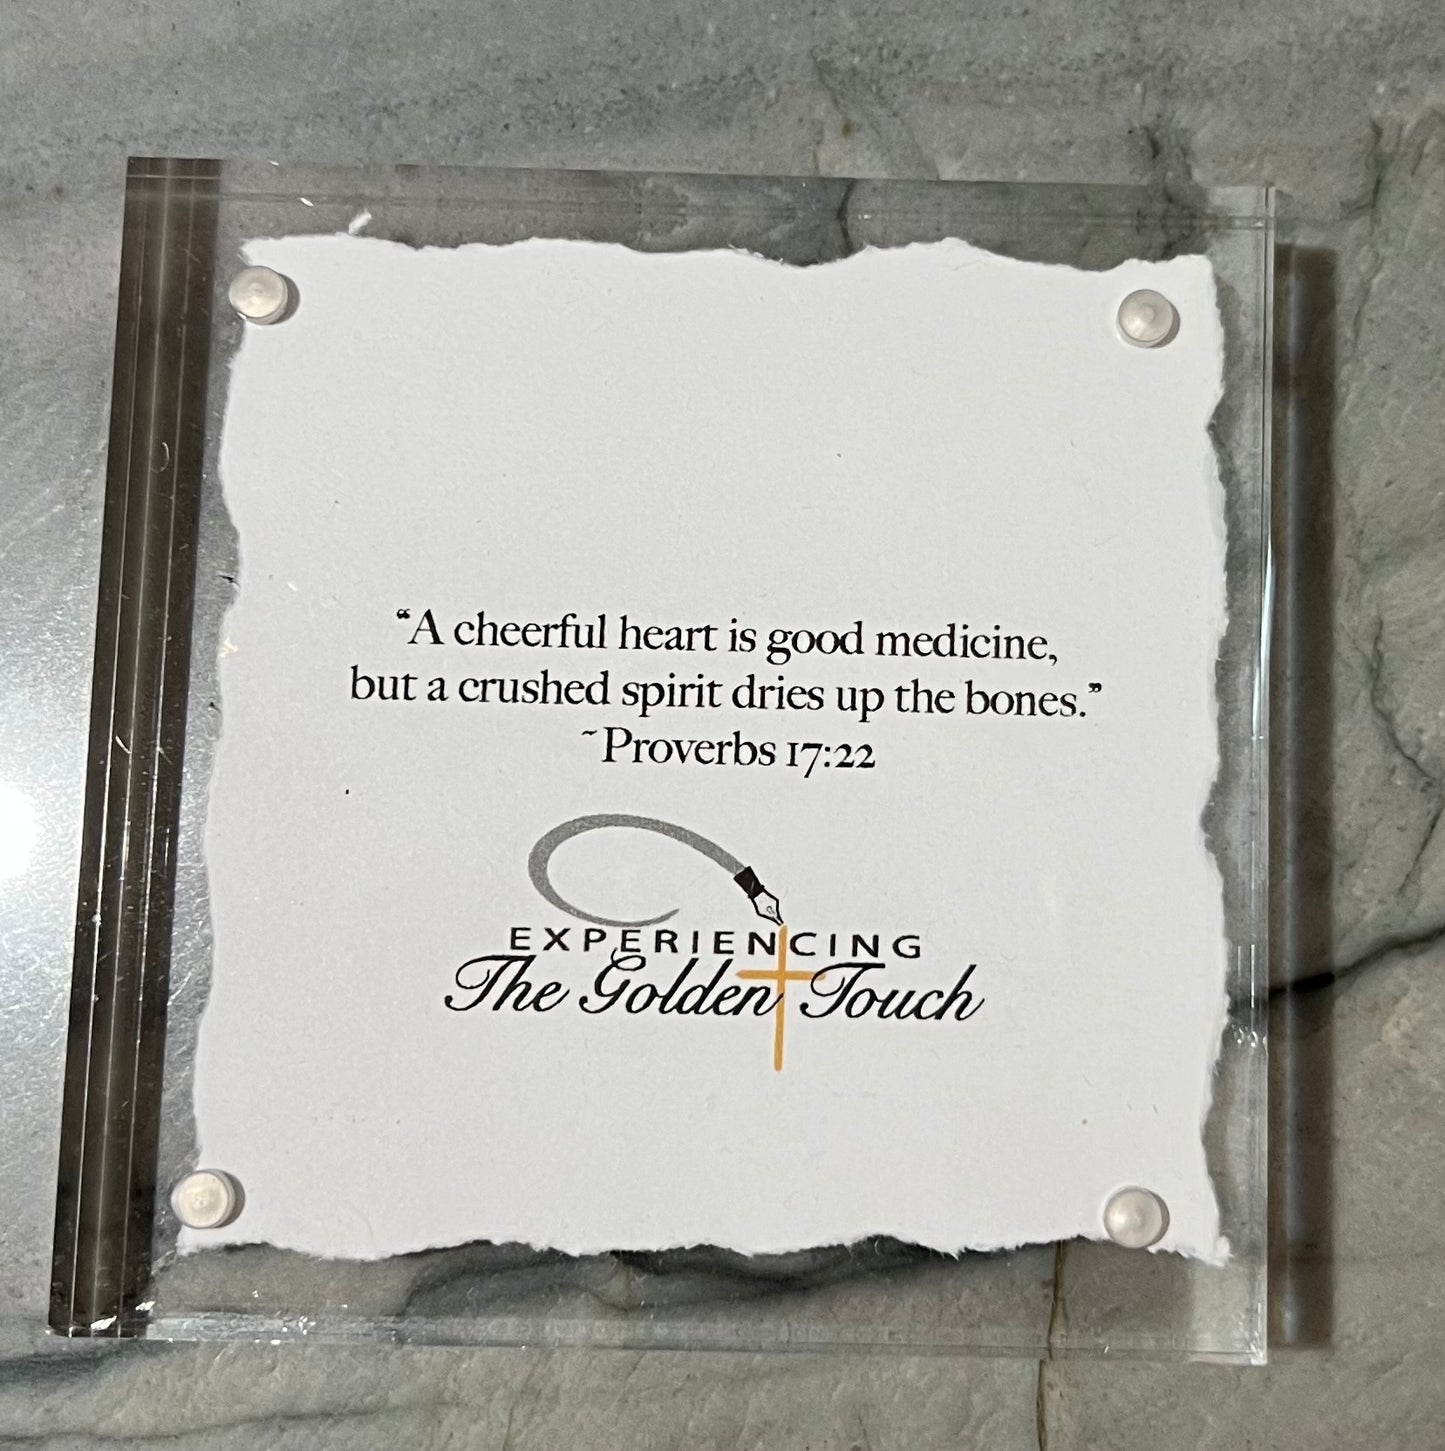 “A cheerful heart is good medicine,
but a crushed spirit dries up the bones.”
~Proverbs 17:22
EXPERIENCING
The Golden Touch